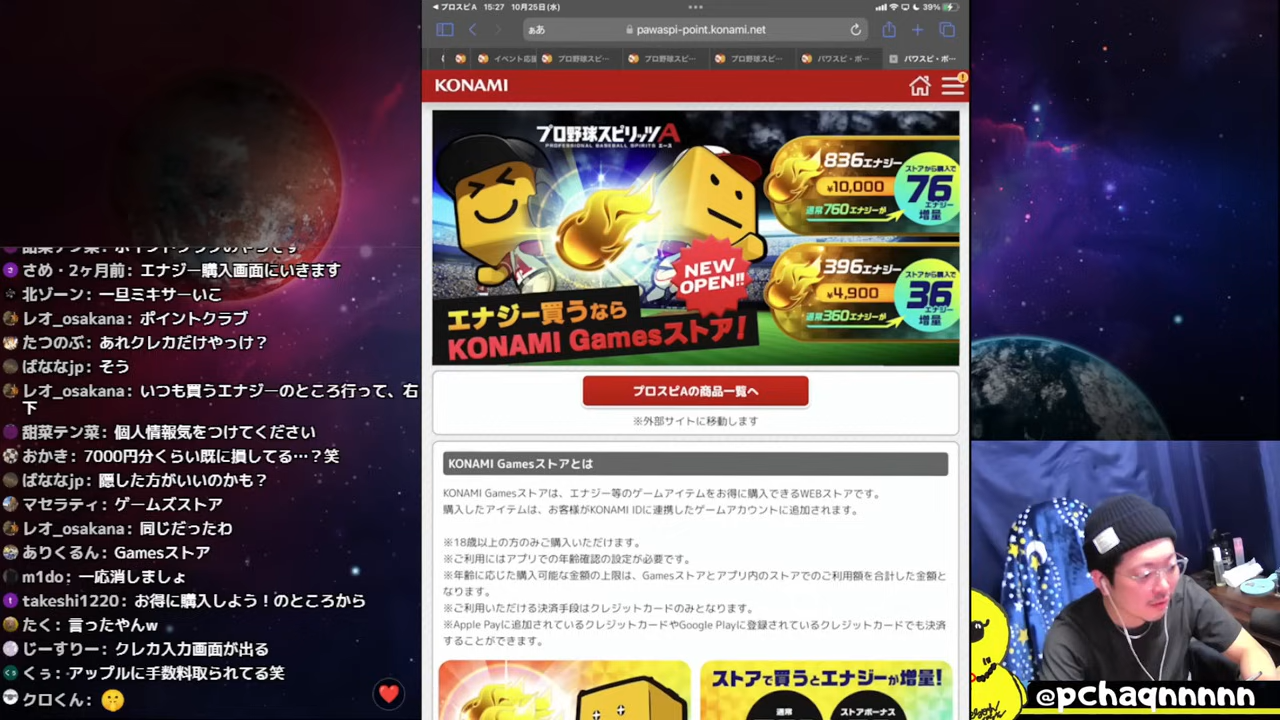 プロスピA 15:27 10月25日(水)
39%
ぁあ pawaspi-point.konami.net
イベント応援 プロ野球スピ… プロ野球スピ… プロ野球スピ… パワスピ・ポ… パワスピ・ポ…
KONAMI
プロ野球スピリッツA
PROFESSIONAL BASEBALL SPIRITS エース
836エナジー
¥10,000
通常760エナジーが
ストアから購入で
76
エナジー
増量
396エナジー
¥4,900
通常360エナジーが
ストアから購入で
36
エナジー
増量
NEW
OPEN!!
エナジー買うなら
KONAMI Gamesストア!
プロスピAの商品一覧へ
※外部サイトに移動します
KONAMI Gamesストアとは
KONAMI Gamesストアは、エナジー等のゲームアイテムをお得に購入できるWEBストアです。
購入したアイテムは、お客様がKONAMI IDに連携したゲームアカウントに追加されます。
※18歳以上の方のみご購入いただけます。
※ご利用にはアプリでの年齢確認の設定が必要です。
※年齢に応じた購入可能な金額の上限は、Gamesストアとアプリ内のストアでのご利用額を合計した金額と
なります。
※ご利用いただける決済手段はクレジットカードのみとなります。
※Apple Payに追加されているクレジットカードやGoogle Playに登録されているクレジットカードでも決済
することができます。
ストアで買うとエナジーが増量!
通常 ストアボーナス
さめ・2ヶ月前: エナジー購入画面にいきます
北ゾーン: 一旦ミキサーいこ
レオ_osakana: ポイントクラブ
たつのぶ: あれクレカだけやっけ?
ばななjp: そう
レオ_osakana: いつも買うエナジーのところ行って、右
下
甜菜テン菜: 個人情報気をつけてください
おかき: 7000円分くらい既に損してる…?笑
ばななjp: 隠した方がいいのかも?
マセラティ: ゲームズストア
レオ_osakana: 同じだったわ
ありくるん: Gamesストア
m1do: 一応消しましょ
takeshi1220: お得に購入しよう!のところから
たく: 言ったやんw
じーすりー: クレカ入力画面が出る
くぅ: アップルに手数料取られてる笑
クロくん: 🤫
@pchaqnnnnn